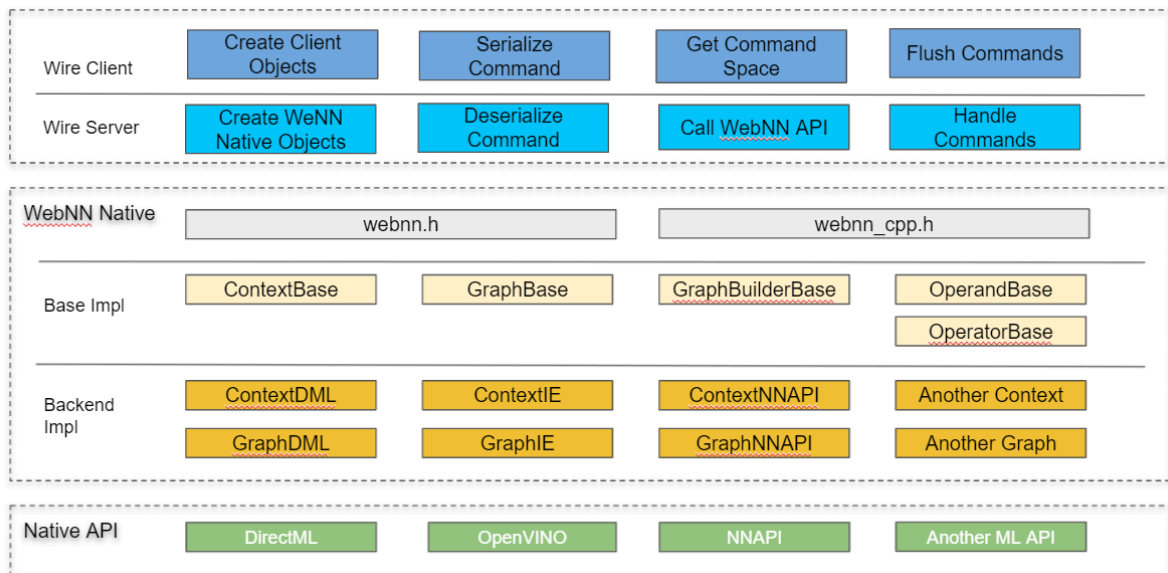 Wire Client
Create Client
Objects
Serialize
Command
Get Command
Space
Flush Commands
Wire Server
Create WeNN
Native Objects
Deserialize
Command
Call WebNN API
Handle
Commands
WebNN Native
webnn.h
webnn_cpp.h
Base Impl
ContextBase
GraphBase
GraphBuilderBase
OperandBase
OperatorBase
Backend
Impl
ContextDML
ContextIE
ContextNNAPI
Another Context
GraphDML
GraphIE
GraphNNAPI
Another Graph
Native API
DirectML
OpenVINO
NNAPI
Another ML API